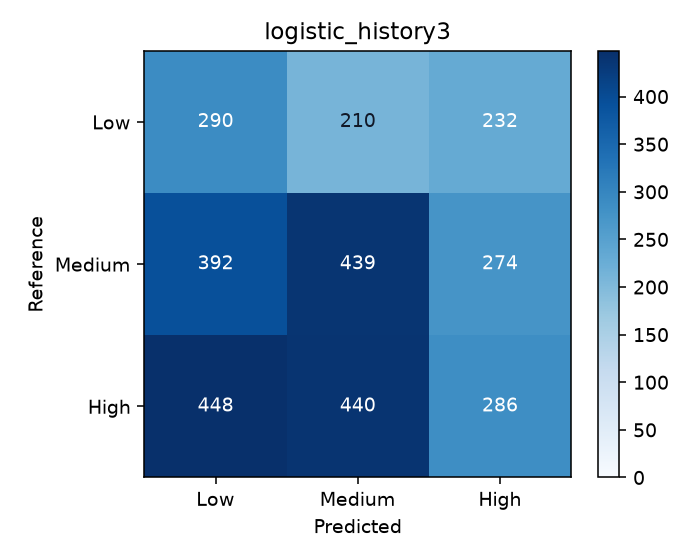 logistic_history3
Low 290 210 232
Medium 392 439 274
High 448 440 286
Low Medium High
Predicted
Reference
400
350
300
250
200
150
100
50
0